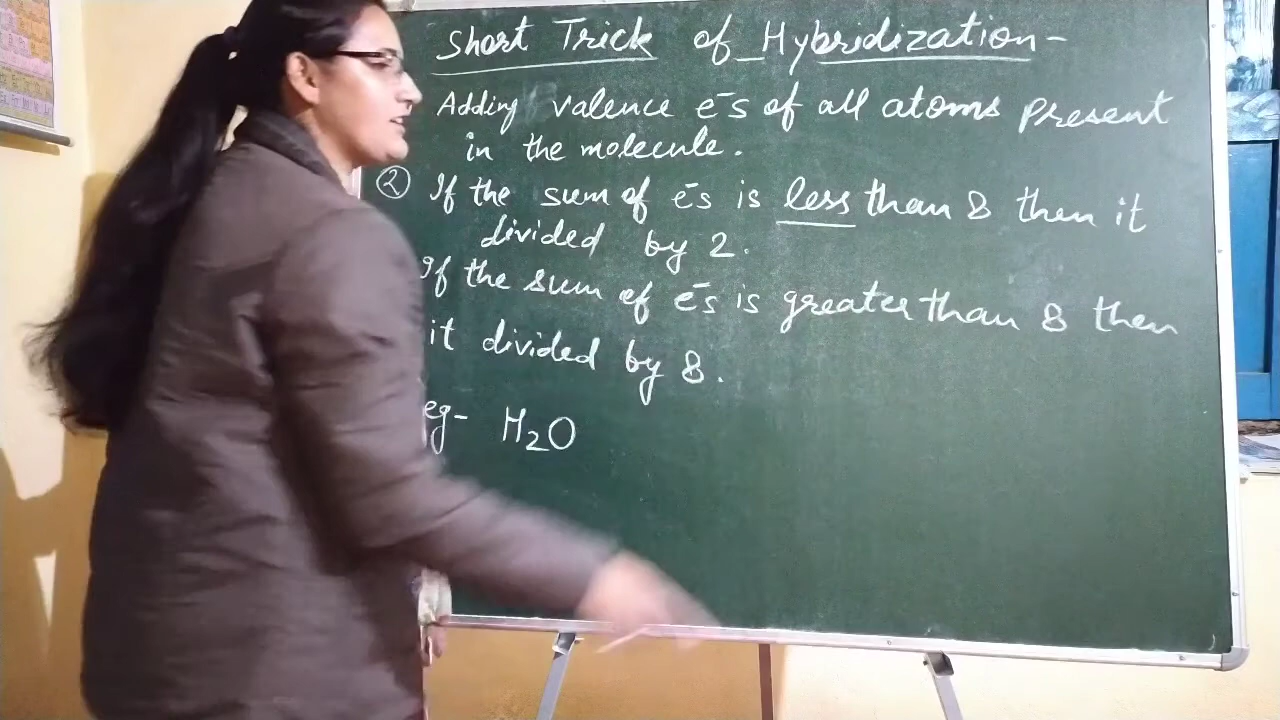 Short Trick of Hybridization-
Adding valence e-s of all atoms present
in the molecule.
② If the sum of e-s is less than 8 then it
divided by 2.
If the sum of e-s is greater than 8 then
it divided by 8.
eg- H₂O